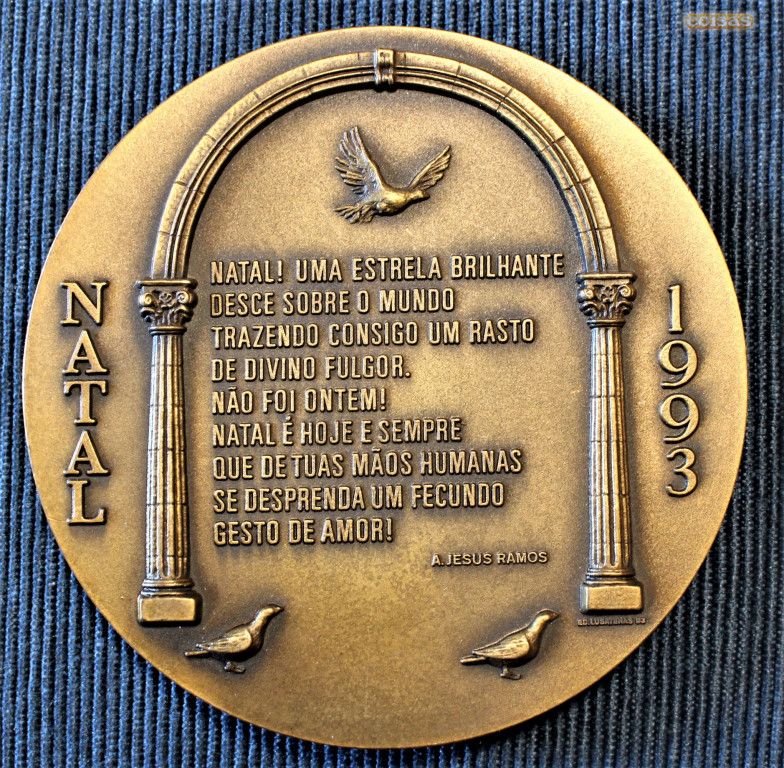 coisas
NATAL! UMA ESTRELA BRILHANTE
DESCE SOBRE O MUNDO
TRAZENDO CONSIGO UM RASTO
DE DIVINO FULGOR.
NÃO FOI ONTEM!
NATAL É HOJE E SEMPRE
QUE DE TUAS MÃOS HUMANAS
SE DESPRENDA UM FECUNDO
GESTO DE AMOR!
A. JESUS RAMOS
NATAL
1993